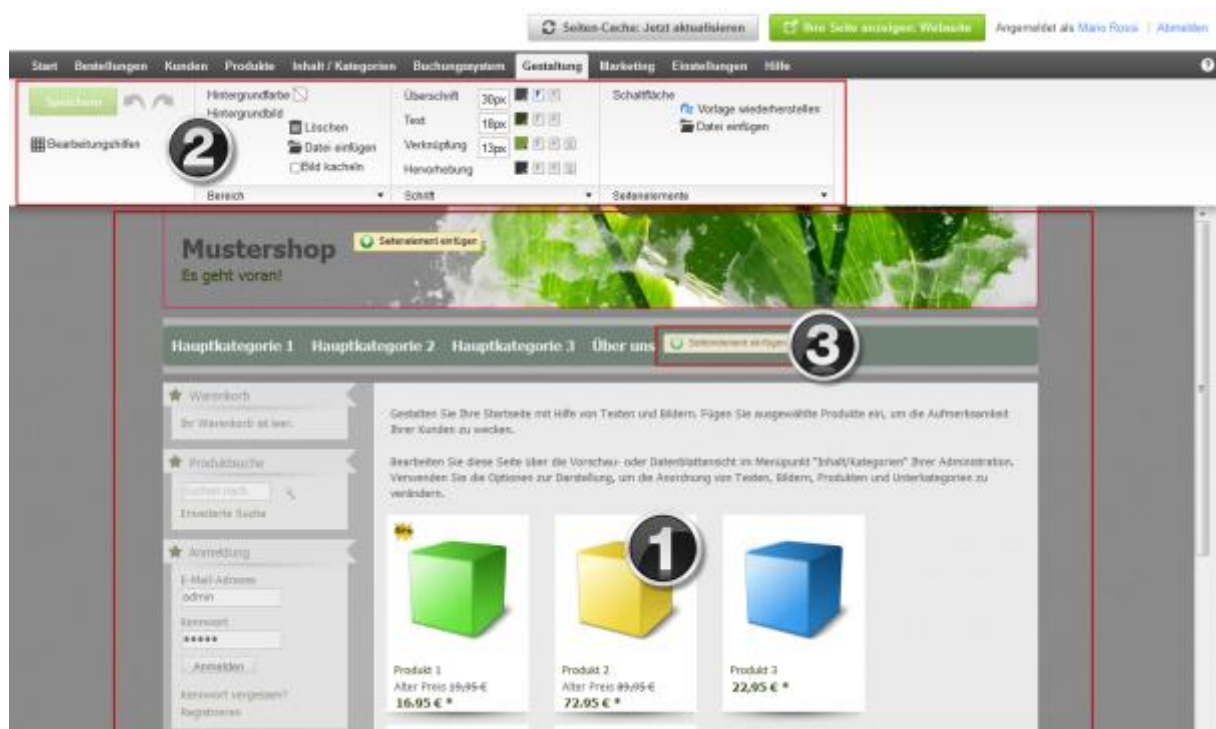 Seiten-Cache: Jetzt aktualisieren
Ihre Seite anzeigen: Webseite
Angemeldet als Mario Rossi | Abmelden
Start Bestellungen Kunden Produkte Inhalt / Kategorien Buchungssystem Gestaltung Marketing Einstellungen Hilfe
Speichern
Bearbeitungshilfen
2
Hintergrundfarbe
Hintergrundbild
Löschen
Datei einfügen
Bild kacheln
Bereich
Überschrift 30px
Text 18px
Verknüpfung 13px
Hervorhebung
Schrift
Schaltfläche
Vorlage wiederherstellen
Datei einfügen
Seitenelemente
Mustershop
Seitenelement einfügen
Es geht voran!
Hauptkategorie 1 Hauptkategorie 2 Hauptkategorie 3 Über uns Seitenelement einfügen
3
Warenkorb
Ihr Warenkorb ist leer.
Produktsuche
Suchen nach
Erweiterte Suche
Anmeldung
E-Mail-Adresse
admin
Kennwort
*****
Anmelden
Kennwort vergessen?
Registrieren
Gestalten Sie Ihre Startseite mit Hilfe von Texten und Bildern. Fügen Sie ausgewählte Produkte ein, um die Aufmerksamkeit
Ihrer Kunden zu wecken.
Bearbeiten Sie diese Seite über die Vorschau- oder Datenblattansicht im Menüpunkt "Inhalt/Kategorien" Ihrer Administration.
Verwenden Sie die Optionen zur Darstellung, um die Anordnung von Texten, Bildern, Produkten und Unterkategorien zu
verändern.
1
Produkt 1
Alter Preis 19,95 €
16,95 € *
Produkt 2
Alter Preis 89,95 €
72,95 € *
Produkt 3
22,95 € *